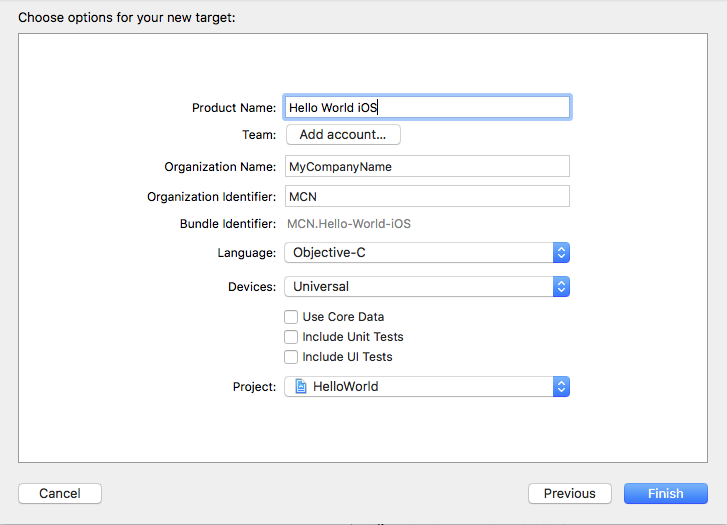 Choose options for your new target:
Product Name: Hello World iOS
Team: Add account...
Organization Name: MyCompanyName
Organization Identifier: MCN
Bundle Identifier: MCN.Hello-World-iOS
Language: Objective-C
Devices: Universal
Use Core Data
Include Unit Tests
Include UI Tests
Project: HelloWorld
Cancel Previous Finish